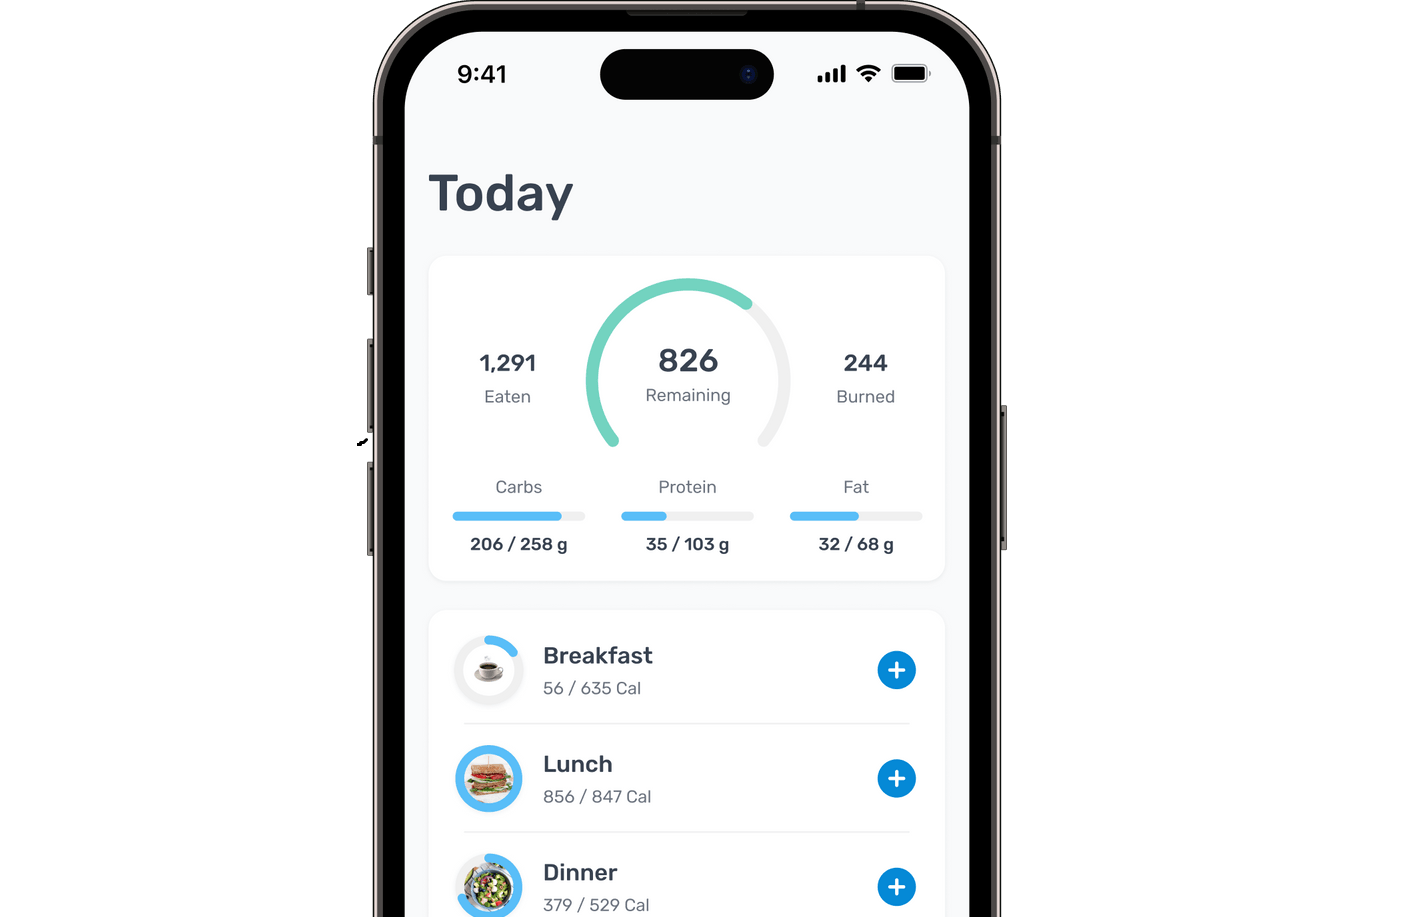 9:41
Today
1,291
Eaten
826
Remaining
244
Burned
Carbs
206 / 258 g
Protein
35 / 103 g
Fat
32 / 68 g
Breakfast
56 / 635 Cal
Lunch
856 / 847 Cal
Dinner
379 / 529 Cal